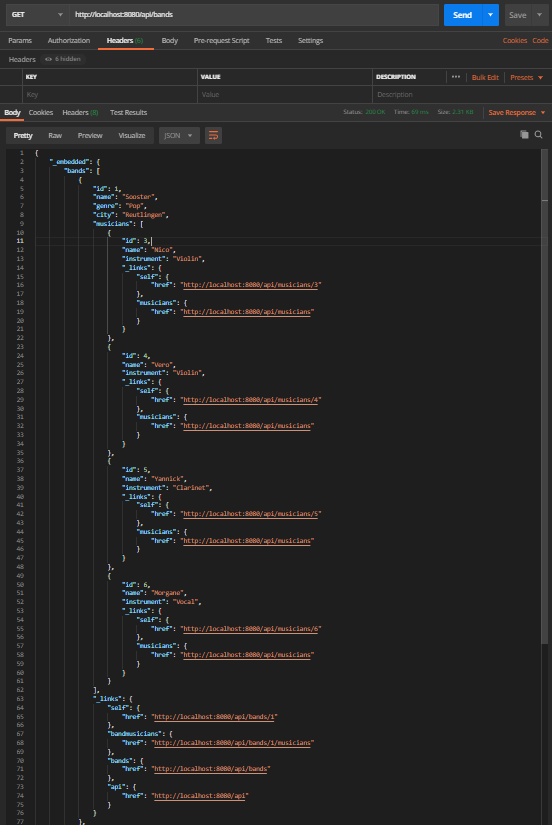 GET http://localhost:8080/api/bands Send Save
Params Authorization Headers (6) Body Pre-request Script Tests Settings Cookies Code
Headers 6 hidden
KEY VALUE DESCRIPTION ••• Bulk Edit Presets
Key Value Description
Body Cookies Headers (8) Test Results Status: 200 OK Time: 69 ms Size: 2.31 KB Save Response
Pretty Raw Preview Visualize JSON
1 {
2 "_embedded": {
3 "bands": [
4 {
5 "id": 1,
6 "name": "Sooster",
7 "genre": "Pop",
8 "city": "Reutlingen",
9 "musicians": [
10 {
11 "id": 3,
12 "name": "Nico",
13 "instrument": "Violin",
14 "_links": {
15 "self": {
16 "href": "http://localhost:8080/api/musicians/3"
17 },
18 "musicians": {
19 "href": "http://localhost:8080/api/musicians"
20 }
21 }
22 },
23 {
24 "id": 4,
25 "name": "Vero",
26 "instrument": "Violin",
27 "_links": {
28 "self": {
29 "href": "http://localhost:8080/api/musicians/4"
30 },
31 "musicians": {
32 "href": "http://localhost:8080/api/musicians"
33 }
34 }
35 },
36 {
37 "id": 5,
38 "name": "Yannick",
39 "instrument": "Clarinet",
40 "_links": {
41 "self": {
42 "href": "http://localhost:8080/api/musicians/5"
43 },
44 "musicians": {
45 "href": "http://localhost:8080/api/musicians"
46 }
47 }
48 },
49 {
50 "id": 6,
51 "name": "Morgane",
52 "instrument": "Vocal",
53 "_links": {
54 "self": {
55 "href": "http://localhost:8080/api/musicians/6"
56 },
57 "musicians": {
58 "href": "http://localhost:8080/api/musicians"
59 }
60 }
61 }
62 ],
63 "_links": {
64 "self": {
65 "href": "http://localhost:8080/api/bands/1"
66 },
67 "bandmusicians": {
68 "href": "http://localhost:8080/api/bands/1/musicians"
69 },
70 "bands": {
71 "href": "http://localhost:8080/api/bands"
72 },
73 "api": {
74 "href": "http://localhost:8080/api"
75 }
76 }
77 },